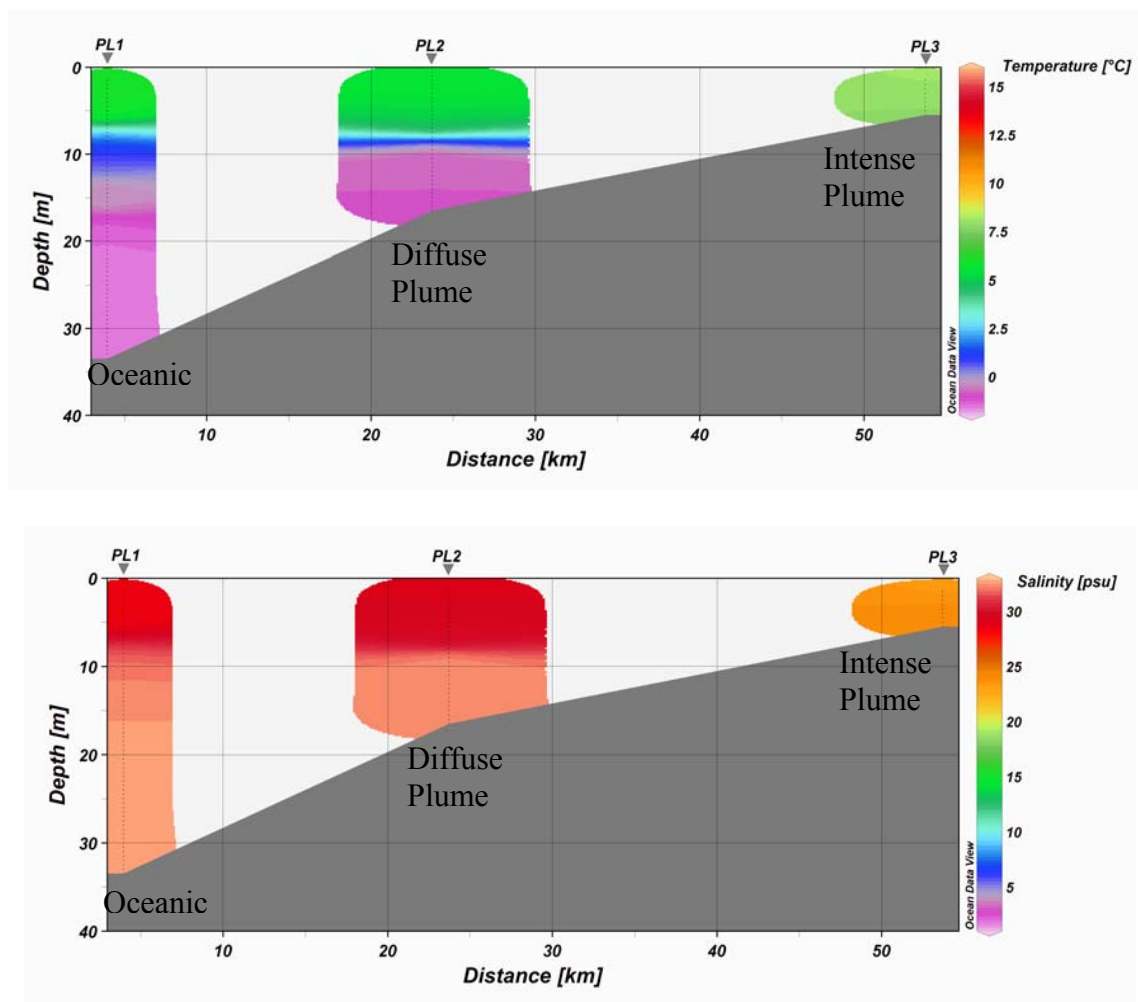 PL1 PL2 PL3
Temperature [°C]
0
10
20
30
40
Depth [m]
15
12.5
10
7.5
5
2.5
0
Intense
Plume
Diffuse
Plume
Oceanic
Ocean Data View
10 20 30 40 50
Distance [km]
PL1 PL2 PL3
Salinity [psu]
0
10
20
30
40
Depth [m]
30
25
20
15
10
5
Intense
Plume
Diffuse
Plume
Oceanic
Ocean Data View
10 20 30 40 50
Distance [km]